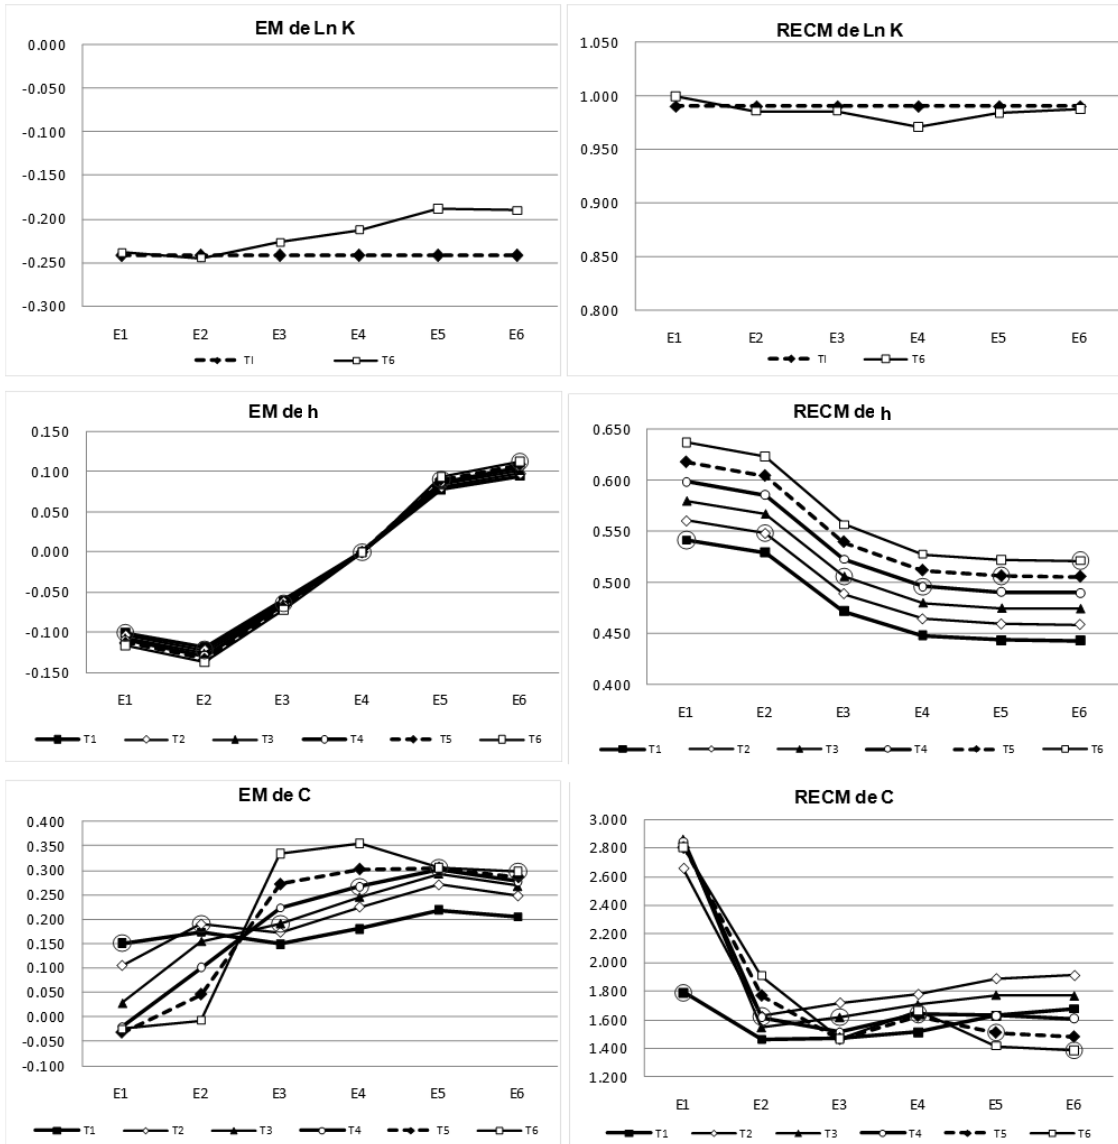 EM de Ln K
0.000
-0.050
-0.100
-0.150
-0.200
-0.250
-0.300
E1 E2 E3 E4 E5 E6
TI T6
RECM de Ln K
1.050
1.000
0.950
0.900
0.850
0.800
E1 E2 E3 E4 E5 E6
TI T6
EM de h
0.150
0.100
0.050
0.000
-0.050
-0.100
-0.150
E1 E2 E3 E4 E5 E6
T1 T2 T3 T4 T5 T6
RECM de h
0.650
0.600
0.550
0.500
0.450
0.400
E1 E2 E3 E4 E5 E6
T1 T2 T3 T4 T5 T6
EM de C
0.400
0.350
0.300
0.250
0.200
0.150
0.100
0.050
0.000
-0.050
-0.100
E1 E2 E3 E4 E5 E6
T1 T2 T3 T4 T5 T6
RECM de C
3.000
2.800
2.600
2.400
2.200
2.000
1.800
1.600
1.400
1.200
E1 E2 E3 E4 E5 E6
T1 T2 T3 T4 T5 T6